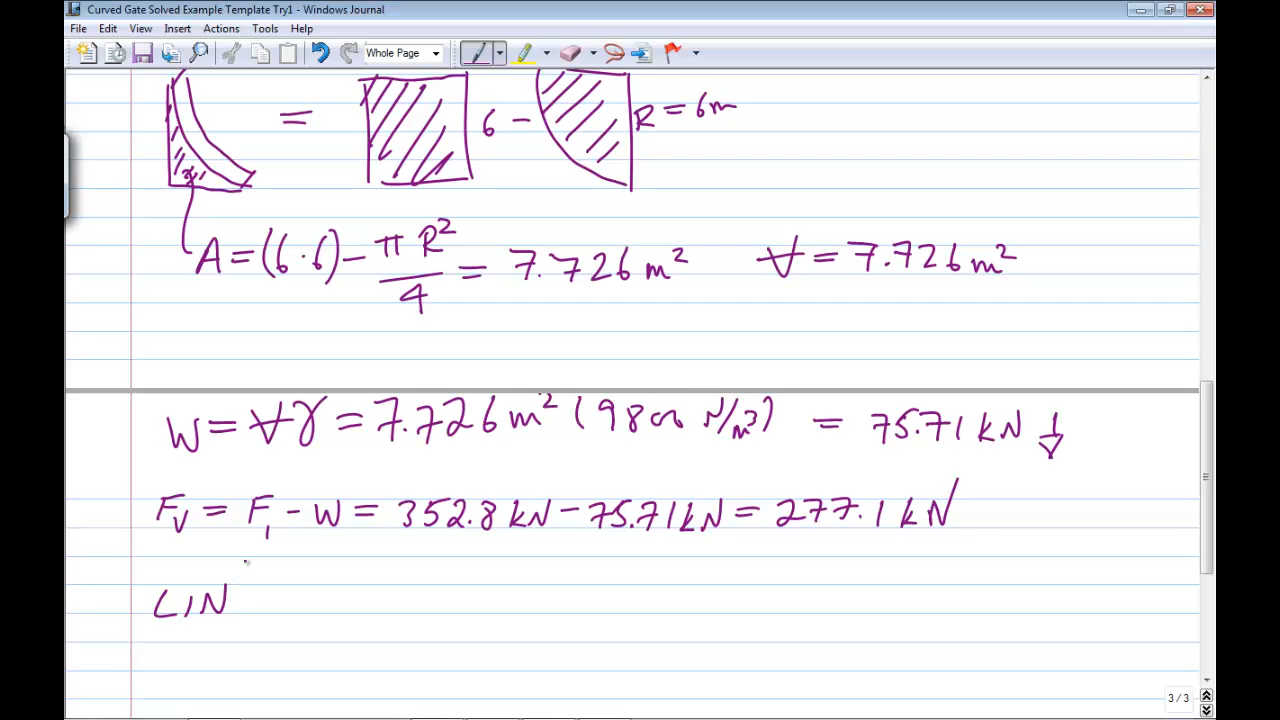 Curved Gate Solved Example Template Try1 - Windows Journal
File Edit View Insert Actions Tools Help
Whole Page
= 6 - R = 6m
A = (6·6) - πR²/4 = 7.726 m² V = 7.726 m²
W = Vγ = 7.726 m² (9800 N/m³) = 75.71 kN ↓
Fv = F₁ - W = 352.8 kN - 75.71 kN = 277.1 kN
LIN
3 / 3